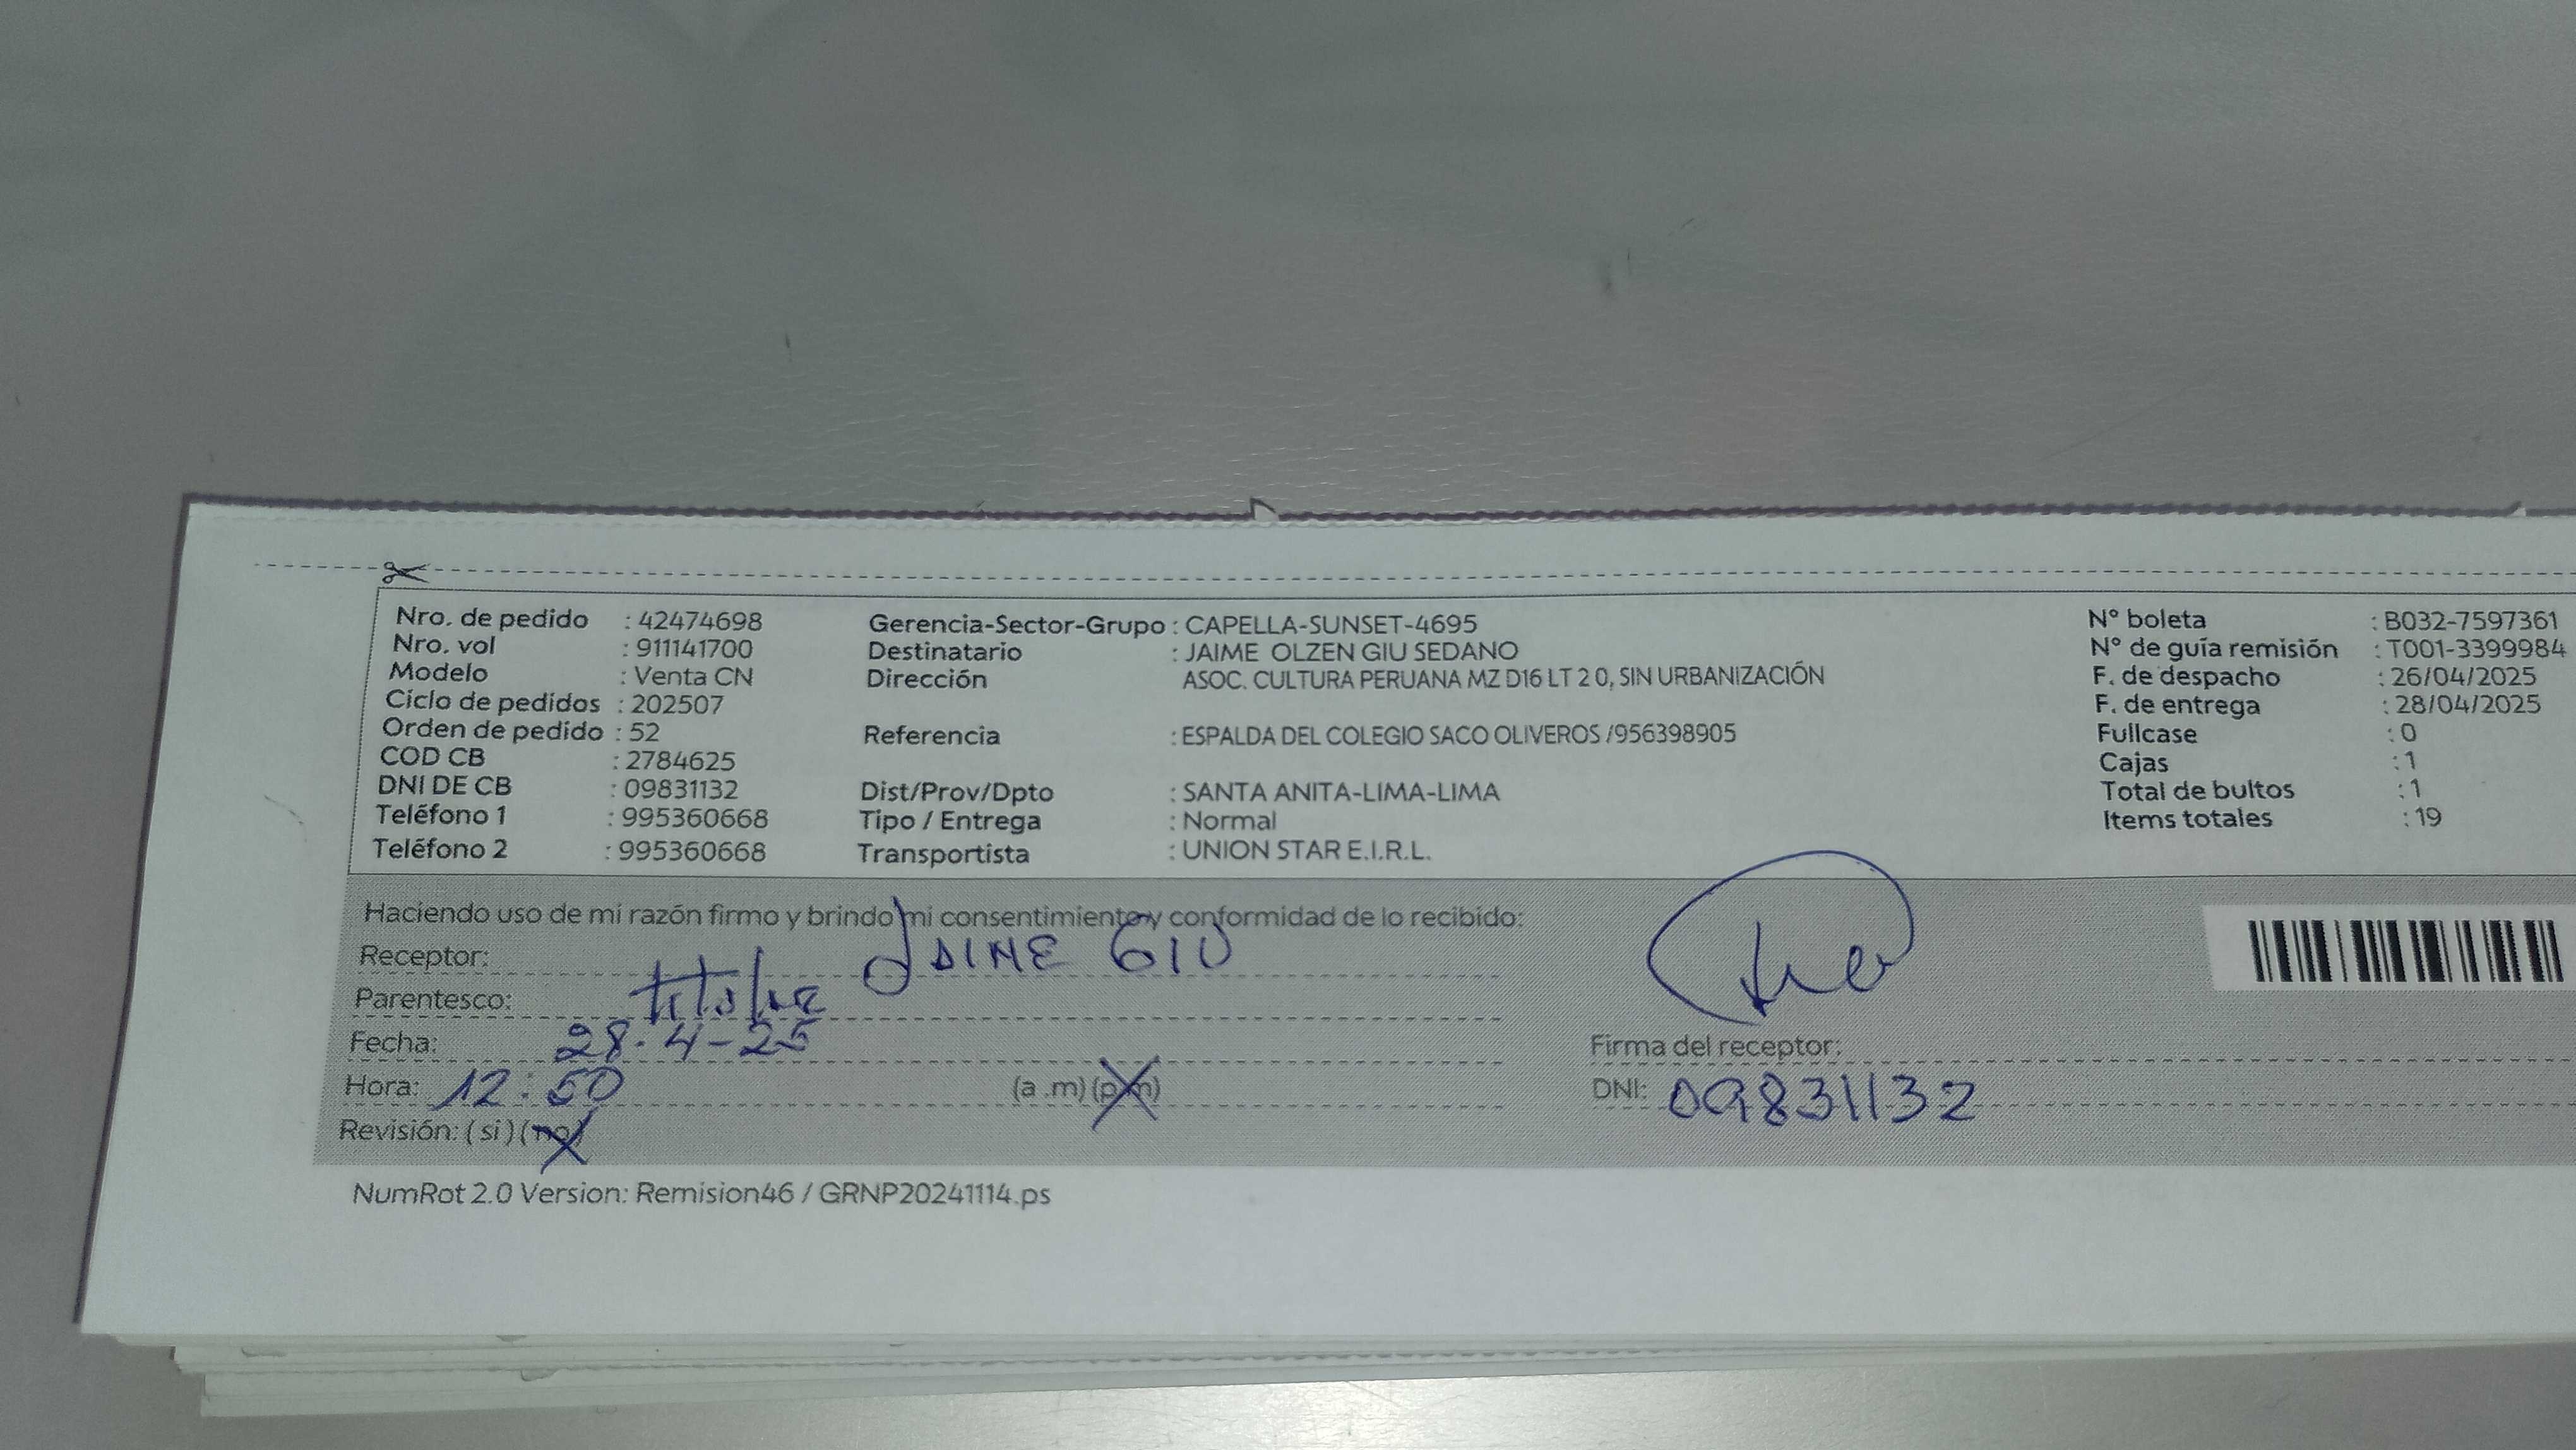 Nro. de pedido : 42474698
Nro. vol : 911141700
Modelo : Venta CN
Ciclo de pedidos : 202507
Orden de pedido : 52
COD CB : 2784625
DNI DE CB : 09831132
Teléfono 1 : 995360668
Teléfono 2 : 995360668
Gerencia-Sector-Grupo : CAPELLA-SUNSET-4695
Destinatario : JAIME OLZEN GIU SEDANO
Dirección ASOC. CULTURA PERUANA MZ D16 LT 2 0, SIN URBANIZACIÓN
Referencia : ESPALDA DEL COLEGIO SACO OLIVEROS /956398905
Dist/Prov/Dpto : SANTA ANITA-LIMA-LIMA
Tipo / Entrega : Normal
Transportista : UNION STAR E.I.R.L.
N° boleta : B032-7597361
N° de guía remisión : T001-3399984
F. de despacho : 26/04/2025
F. de entrega : 28/04/2025
Fullcase : 0
Cajas : 1
Total de bultos : 1
Items totales : 19
Haciendo uso de mi razón firmo y brindo mi consentimiento y conformidad de lo recibido:
Receptor: JAIME GIU
Parentesco: titular
Fecha: 28-4-25
Hora: 12:50 (a .m) (p.m)
Revisión: ( si ) ( no )
Firma del receptor:
DNI: 09831132
NumRot 2.0 Version: Remision46 / GRNP20241114.ps